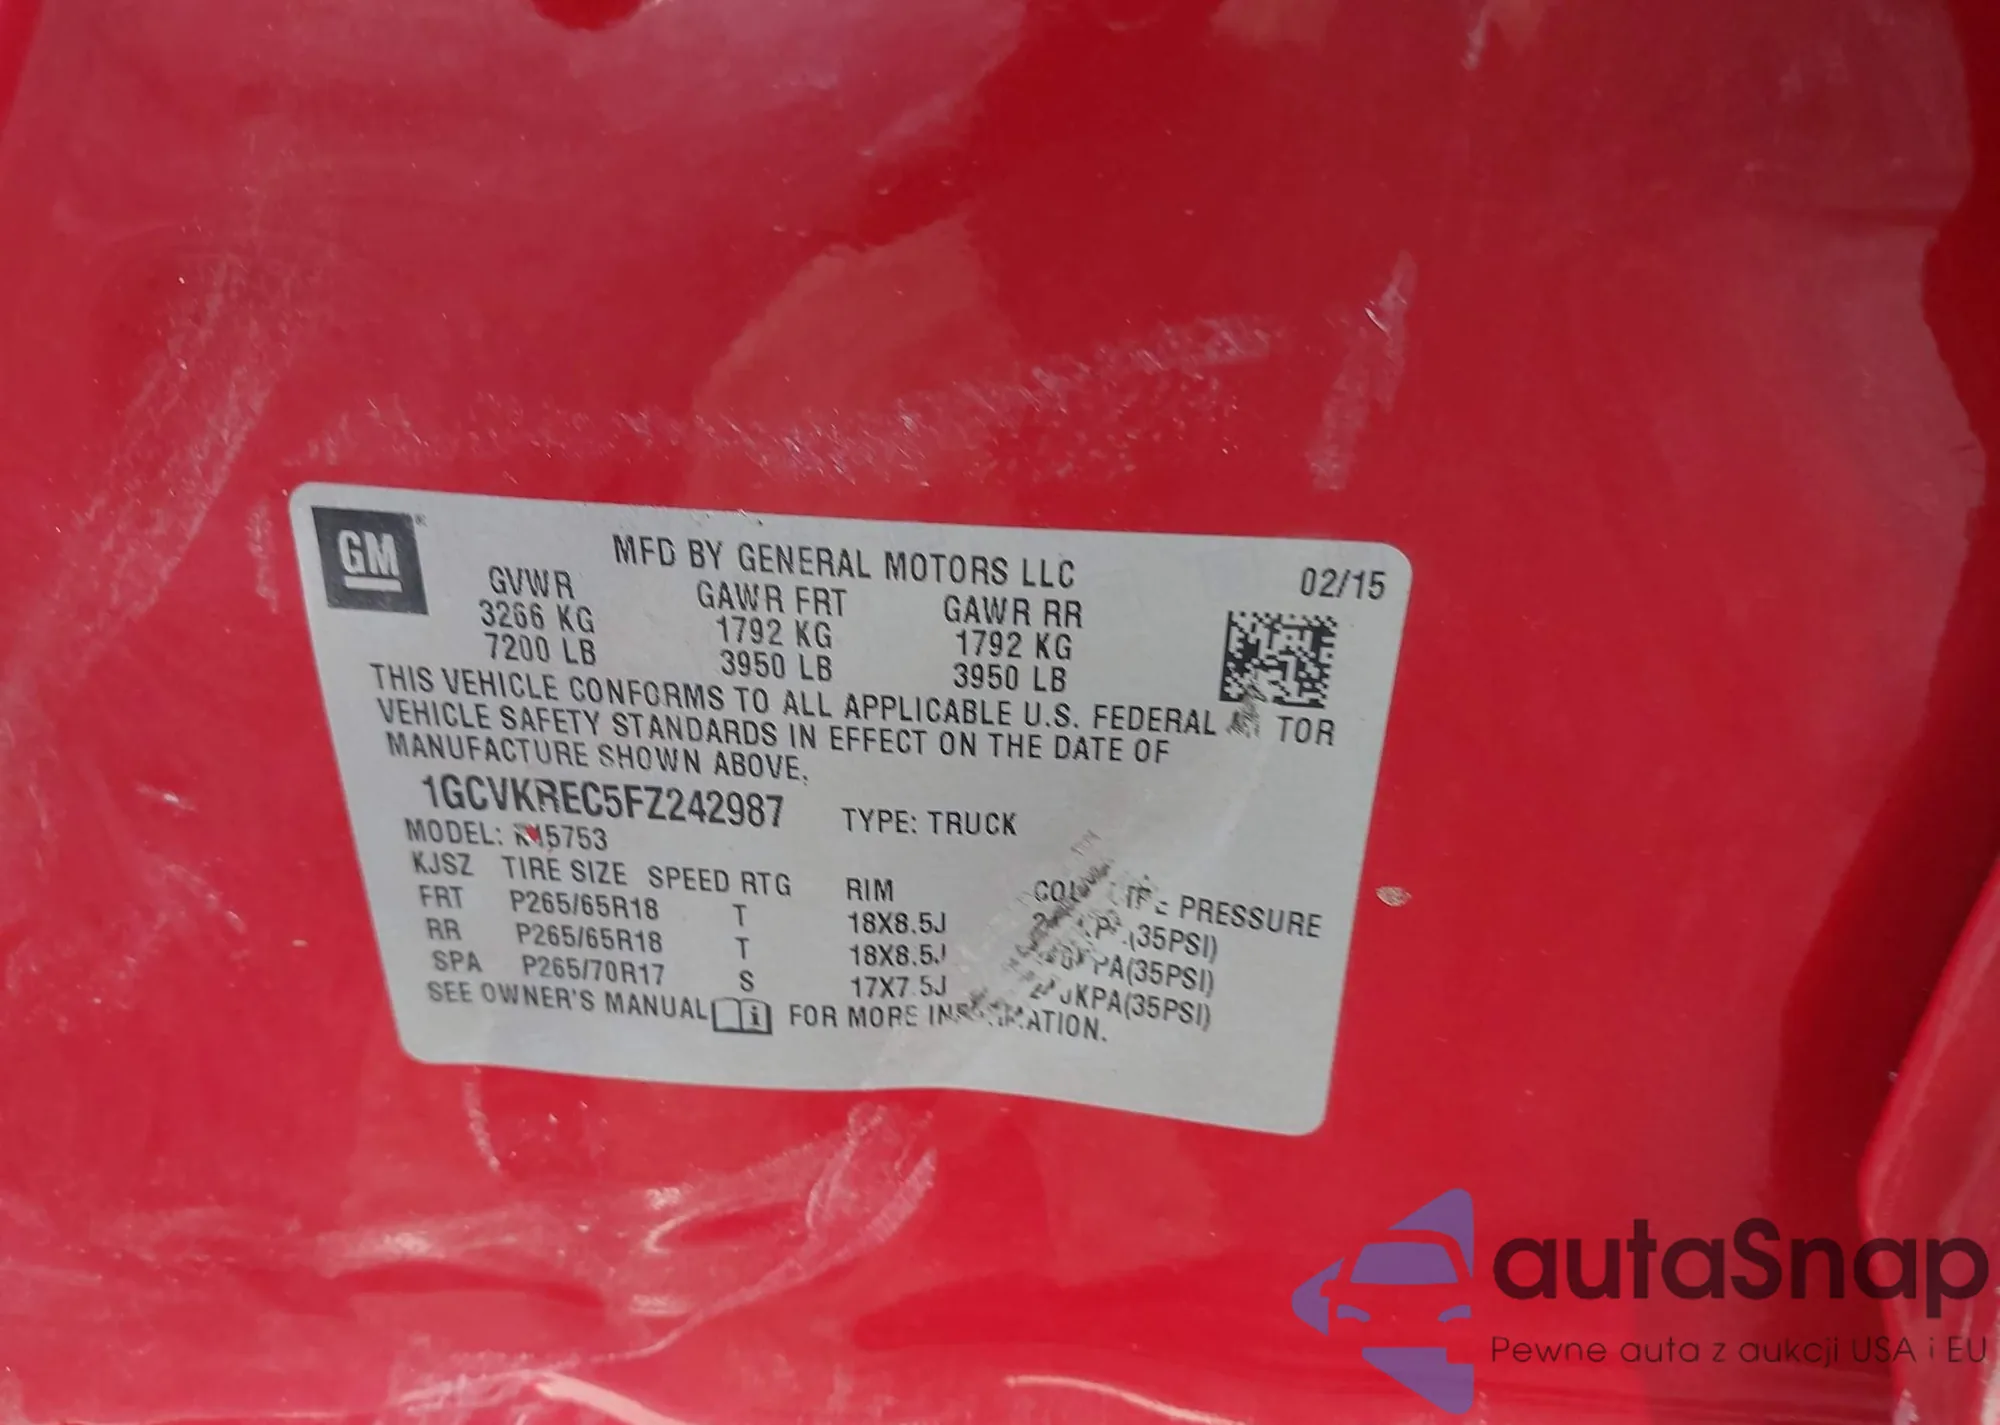 GM
MFD BY GENERAL MOTORS LLC
02/15
GVWR GAWR FRT GAWR RR
3266 KG 1792 KG 1792 KG
7200 LB 3950 LB 3950 LB
THIS VEHICLE CONFORMS TO ALL APPLICABLE U.S. FEDERAL TOR
VEHICLE SAFETY STANDARDS IN EFFECT ON THE DATE OF
MANUFACTURE SHOWN ABOVE.
1GCVKREC5FZ242987 TYPE: TRUCK
MODEL: 5753
KJSZ TIRE SIZE SPEED RTG RIM PRESSURE
FRT P265/65R18 T 18X8.5J (35PSI)
RR P265/65R18 T 18X8.5J (35PSI)
SPA P265/70R17 S 17X7.5J KPA(35PSI)
SEE OWNER'S MANUAL FOR MORE INFORMATION.
autaSnap
Pewne auta z aukcji USA i EU